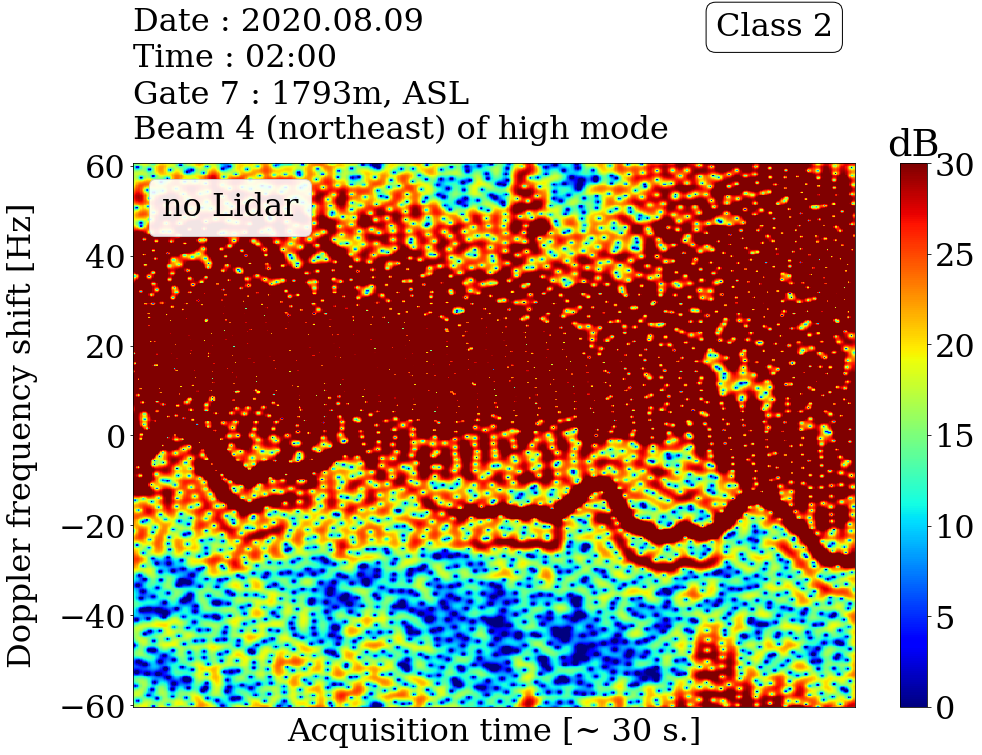 Date : 2020.08.09
Time : 02:00
Gate 7 : 1793m, ASL
Beam 4 (northeast) of high mode
Class 2
dB
no Lidar
Doppler frequency shift [Hz]
60
40
20
0
−20
−40
−60
Acquisition time [~ 30 s.]
30
25
20
15
10
5
0